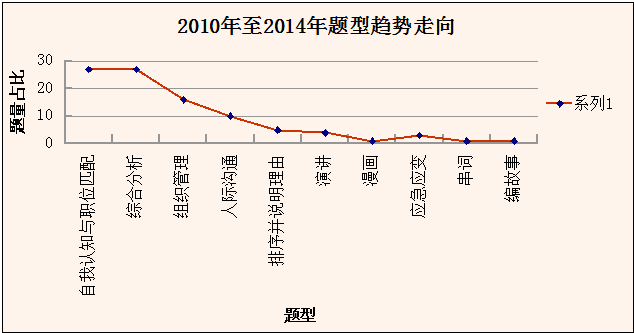 2010年至2014年题型趋势走向
题量占比
30
20
10
0
自我认知与职位匹配
综合分析
组织管理
人际沟通
排序并说明理由
演讲
漫画
应急应变
串词
编故事
题型
系列1